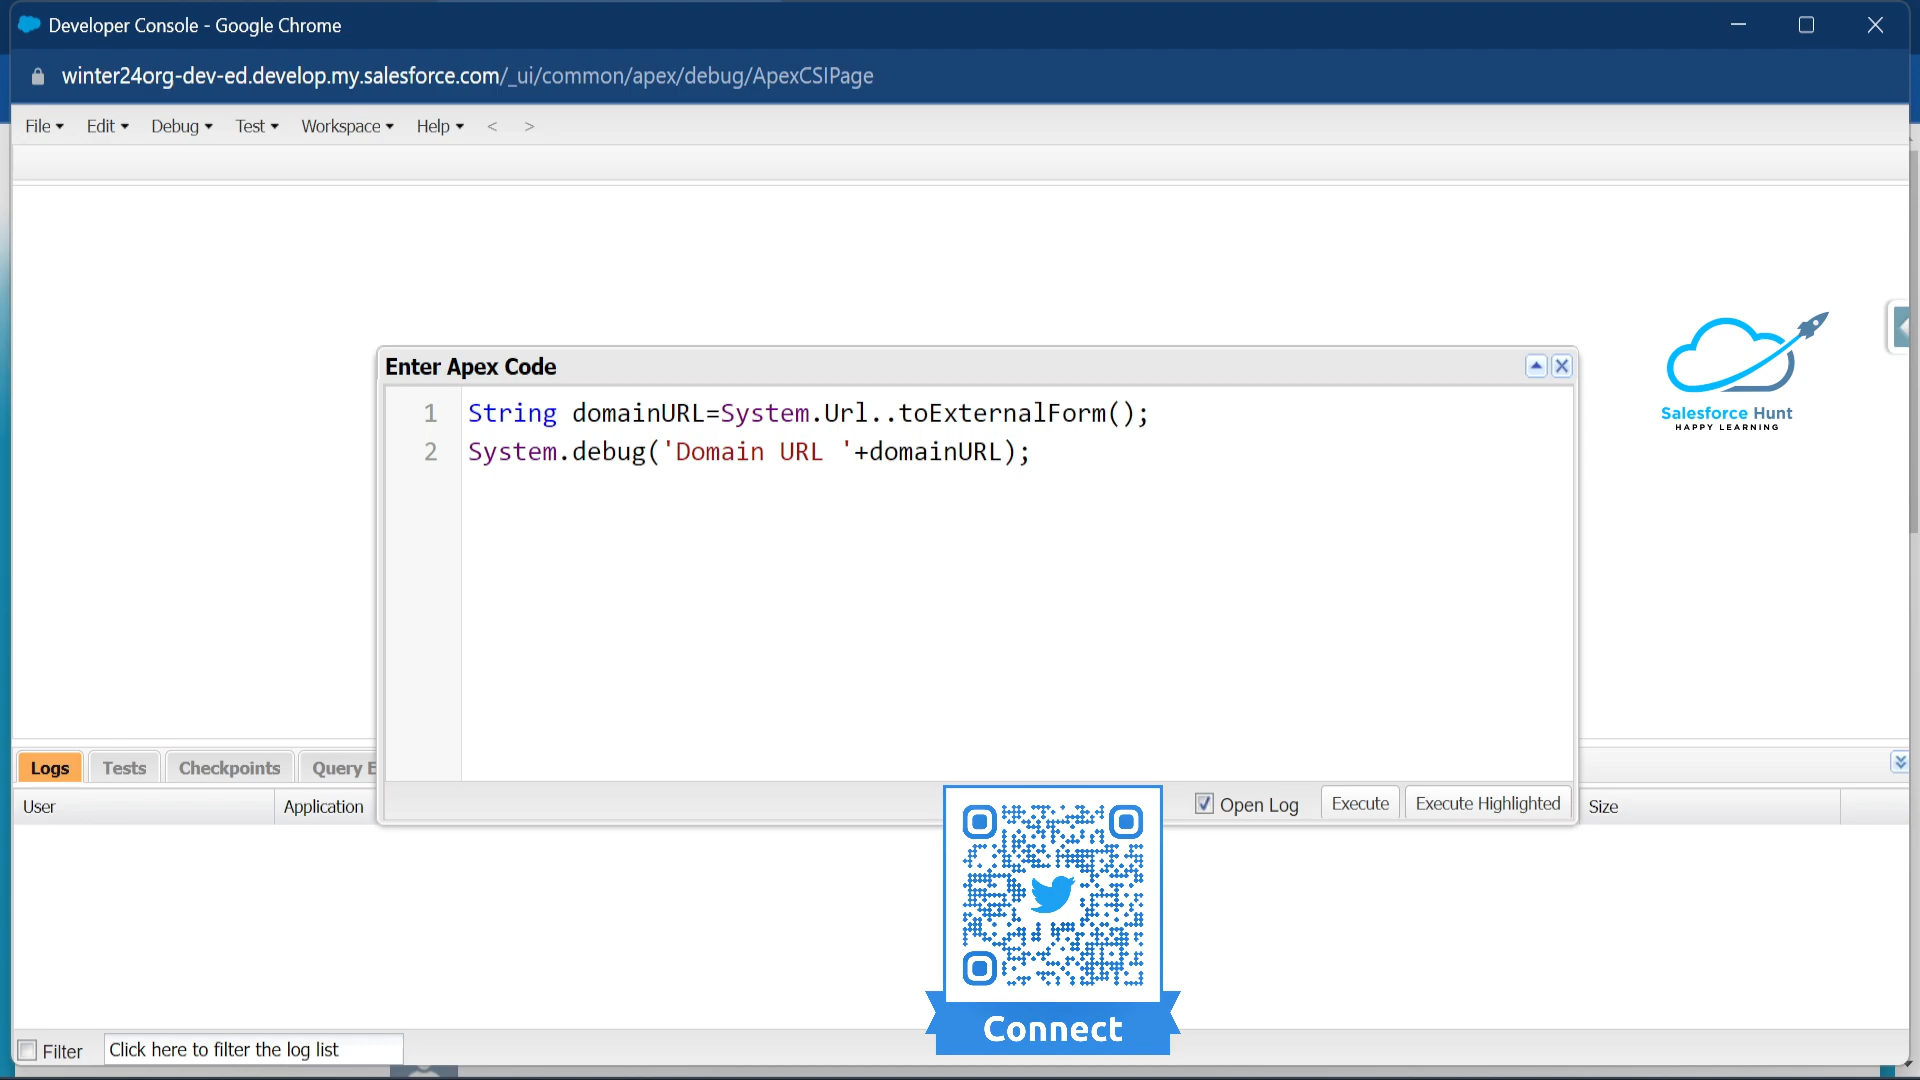 Developer Console - Google Chrome
winter24org-dev-ed.develop.my.salesforce.com/_ui/common/apex/debug/ApexCSIPage
File Edit Debug Test Workspace Help < >
Enter Apex Code
1 String domainURL=System.Url..toExternalForm();
2 System.debug('Domain URL '+domainURL);
Salesforce Hunt
HAPPY LEARNING
Logs Tests Checkpoints Query E
Open Log Execute Execute Highlighted
User Application Size
Connect
Filter Click here to filter the log list